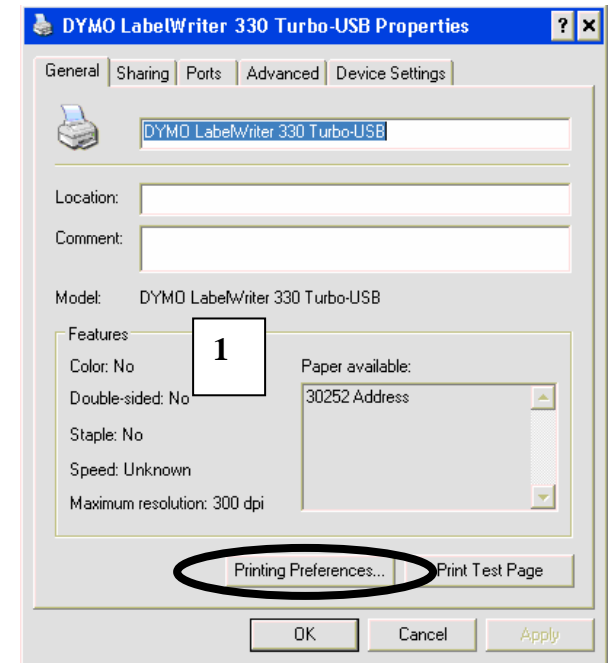 DYMO LabelWriter 330 Turbo-USB Properties
General Sharing Ports Advanced Device Settings
DYMO LabelWriter 330 Turbo-USB
Location:
Comment:
Model: DYMO LabelWriter 330 Turbo-USB
Features
1
Color: No
Paper available:
Double-sided: No
30252 Address
Staple: No
Speed: Unknown
Maximum resolution: 300 dpi
Printing Preferences... Print Test Page
OK Cancel Apply